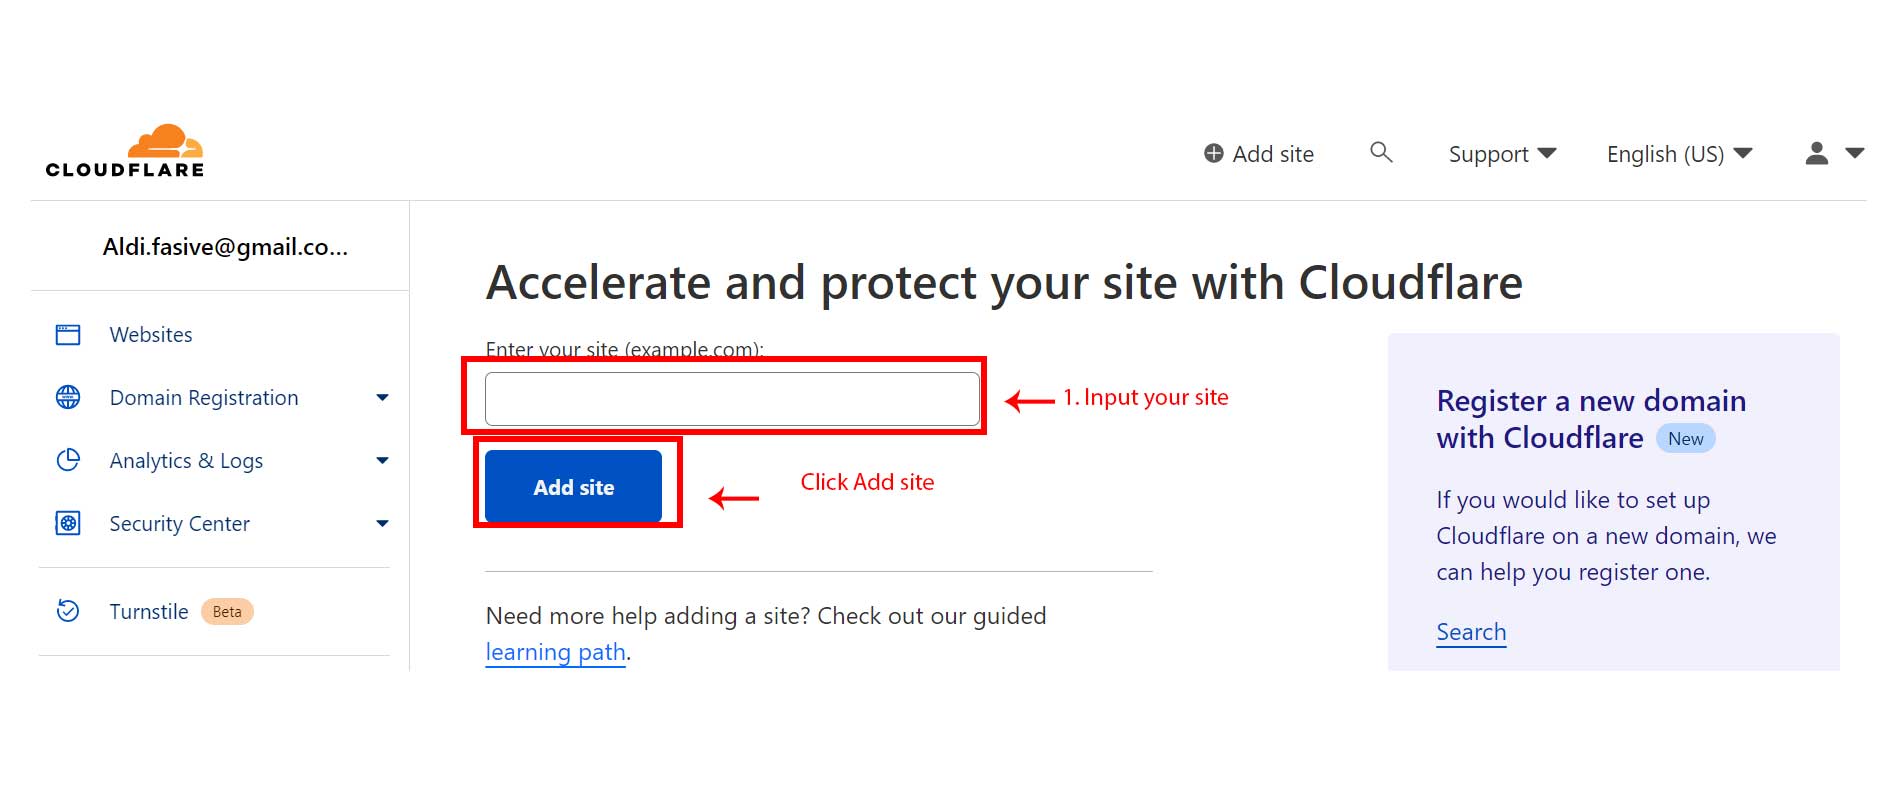 CLOUDFLARE
Add site
Support
English (US)
Aldi.fasive@gmail.co...
Websites
Domain Registration
Analytics & Logs
Security Center
Turnstile Beta
Accelerate and protect your site with Cloudflare
Enter your site (example.com):
1. Input your site
Add site
Click Add site
Need more help adding a site? Check out our guided
learning path.
Register a new domain
with Cloudflare New
If you would like to set up
Cloudflare on a new domain, we
can help you register one.
Search